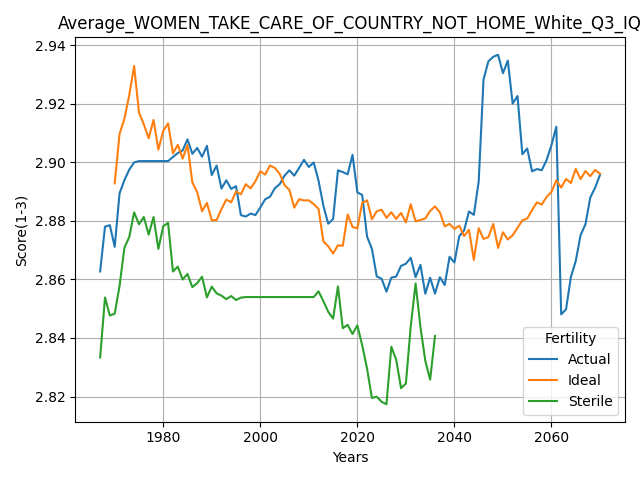 Average_WOMEN_TAKE_CARE_OF_COUNTRY_NOT_HOME_White_Q3_IQ
2.94
2.92
2.90
2.88
2.86
2.84
2.82
Score(1-3)
Fertility
Actual
Ideal
Sterile
1980
2000
2020
2040
2060
Years